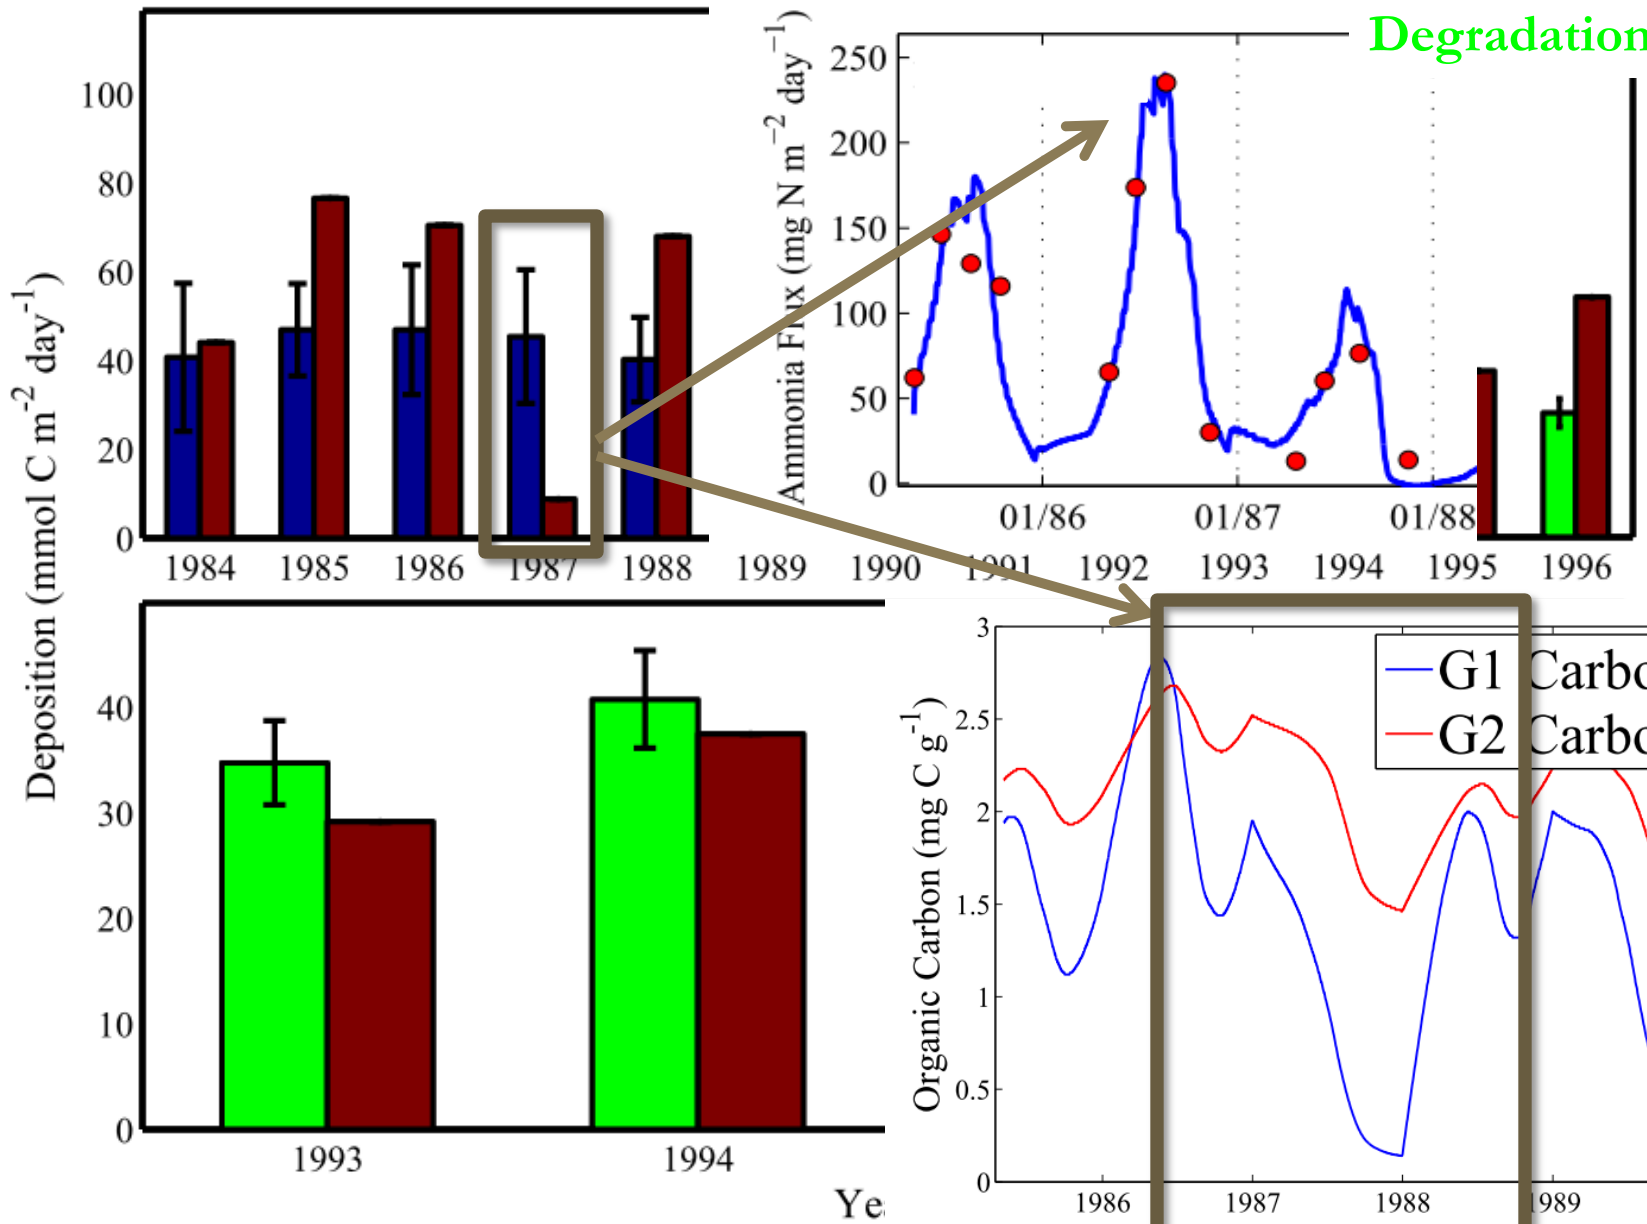 Degradation
Deposition (mmol C m-2 day-1)
100
80
60
40
20
0
1984 1985 1986 1987 1988 1989 1990 1991 1992 1993 1994 1995 1996
Ammonia Flux (mg N m−2 day−1)
250
200
150
100
50
0
01/86 01/87 01/88
40
30
20
10
0
1993 1994
Organic Carbon (mg C g-1)
3
2.5
2
1.5
1
0.5
0
G1 Carbo
G2 Carbo
1986 1987 1988 1989